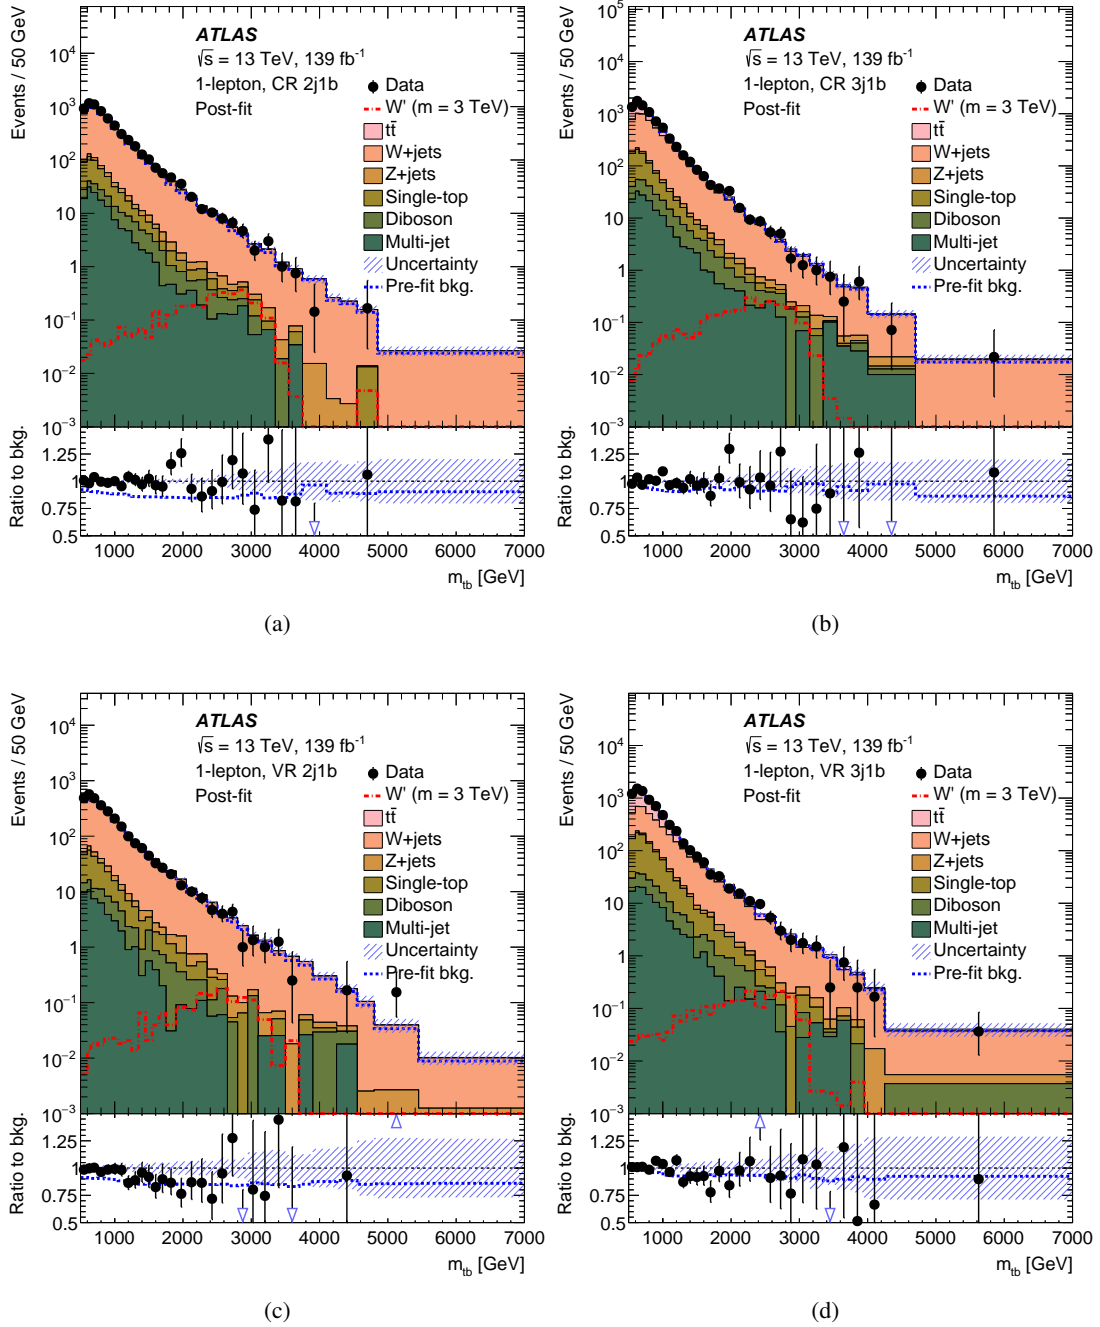 Events / 50 GeV
10⁴
10³
10²
10
1
10⁻¹
10⁻²
10⁻³
ATLAS
√s = 13 TeV, 139 fb⁻¹
1-lepton, CR 2j1b
Post-fit
Data
W' (m = 3 TeV)
tt̄
W+jets
Z+jets
Single-top
Diboson
Multi-jet
Uncertainty
Pre-fit bkg.
Ratio to bkg.
1.25
1
0.75
0.5
1000 2000 3000 4000 5000 6000 7000
m_tb [GeV]
(a)
Events / 50 GeV
10⁵
10⁴
10³
10²
10
1
10⁻¹
10⁻²
10⁻³
ATLAS
√s = 13 TeV, 139 fb⁻¹
1-lepton, CR 3j1b
Post-fit
Data
W' (m = 3 TeV)
tt̄
W+jets
Z+jets
Single-top
Diboson
Multi-jet
Uncertainty
Pre-fit bkg.
Ratio to bkg.
1.25
1
0.75
0.5
1000 2000 3000 4000 5000 6000 7000
m_tb [GeV]
(b)
Events / 50 GeV
10⁴
10³
10²
10
1
10⁻¹
10⁻²
10⁻³
ATLAS
√s = 13 TeV, 139 fb⁻¹
1-lepton, VR 2j1b
Post-fit
Data
W' (m = 3 TeV)
tt̄
W+jets
Z+jets
Single-top
Diboson
Multi-jet
Uncertainty
Pre-fit bkg.
Ratio to bkg.
1.25
1
0.75
0.5
1000 2000 3000 4000 5000 6000 7000
m_tb [GeV]
(c)
Events / 50 GeV
10⁴
10³
10²
10
1
10⁻¹
10⁻²
10⁻³
ATLAS
√s = 13 TeV, 139 fb⁻¹
1-lepton, VR 3j1b
Post-fit
Data
W' (m = 3 TeV)
tt̄
W+jets
Z+jets
Single-top
Diboson
Multi-jet
Uncertainty
Pre-fit bkg.
Ratio to bkg.
1.25
1
0.75
0.5
1000 2000 3000 4000 5000 6000 7000
m_tb [GeV]
(d)